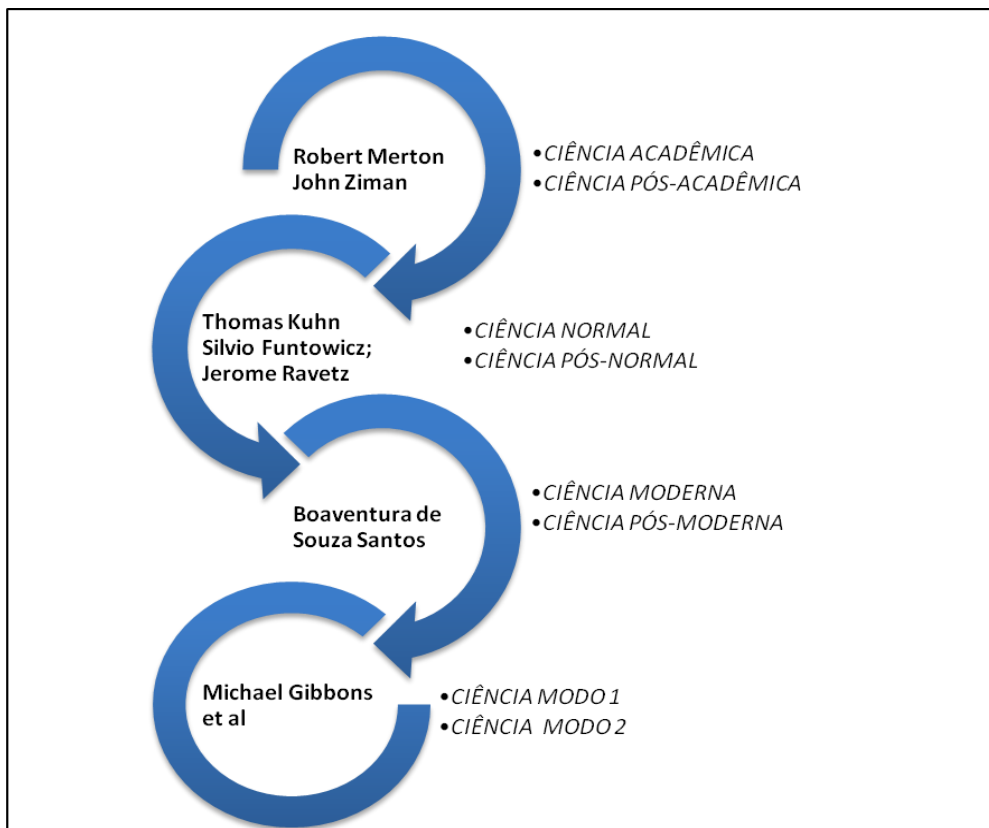 Robert Merton
John Ziman
•CIÊNCIA ACADÊMICA
•CIÊNCIA PÓS-ACADÊMICA
Thomas Kuhn
Silvio Funtowicz;
Jerome Ravetz
•CIÊNCIA NORMAL
•CIÊNCIA PÓS-NORMAL
Boaventura de
Souza Santos
•CIÊNCIA MODERNA
•CIÊNCIA PÓS-MODERNA
Michael Gibbons
et al
•CIÊNCIA MODO 1
•CIÊNCIA MODO 2